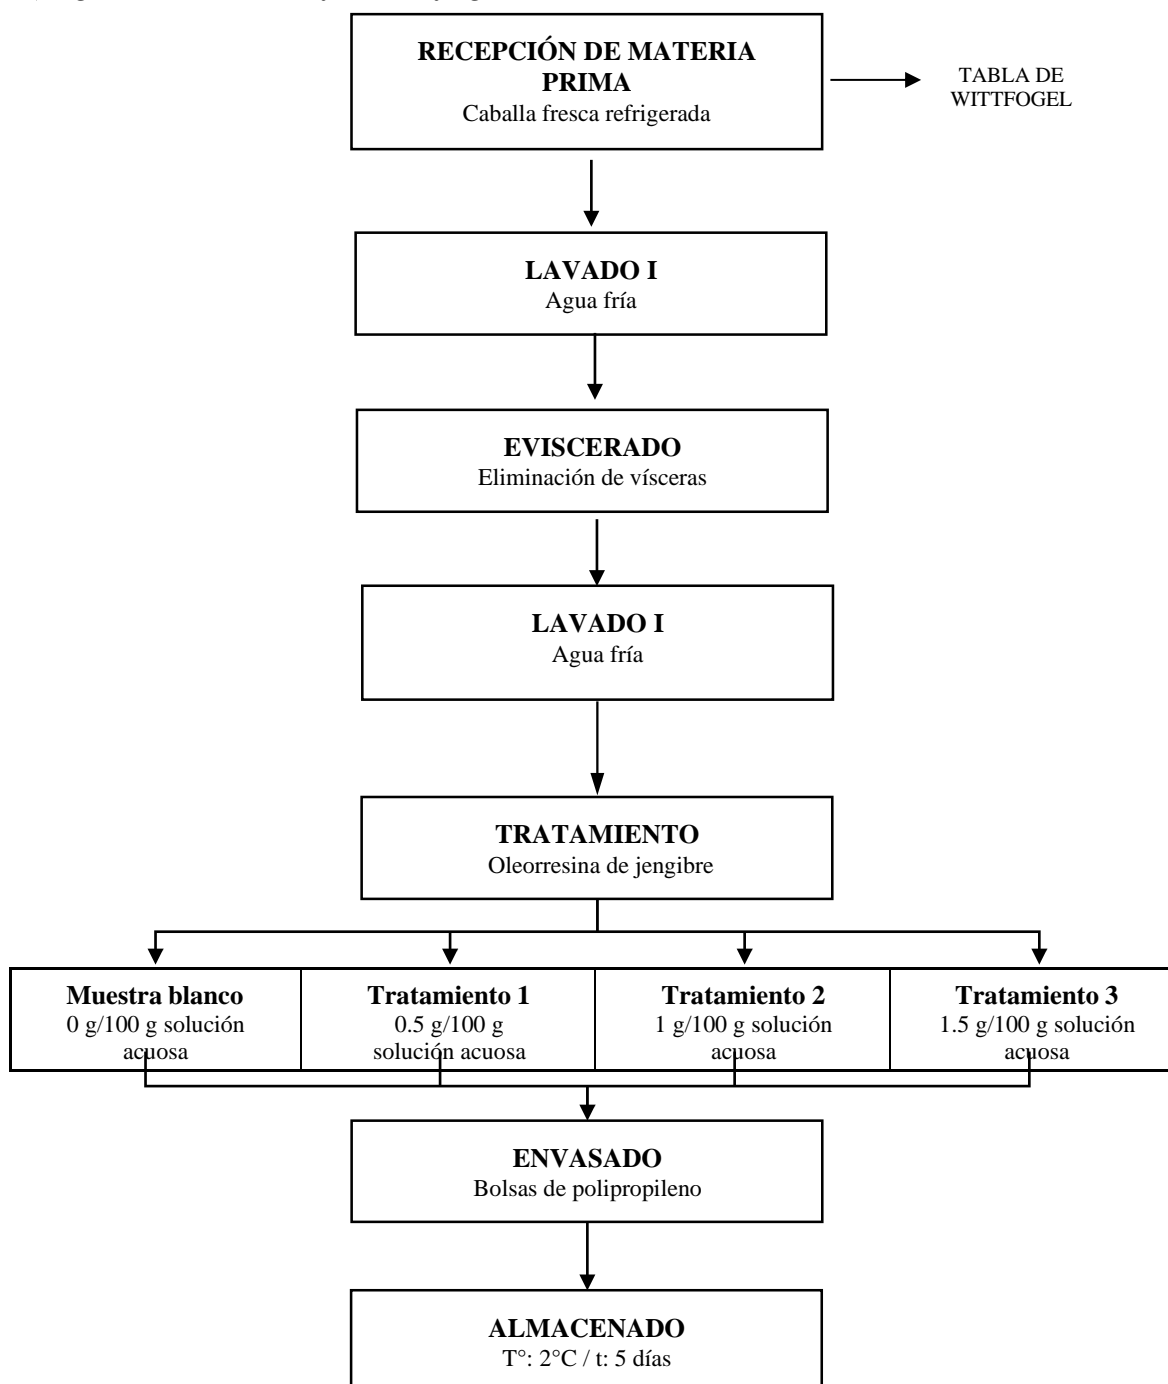 RECEPCIÓN DE MATERIA
PRIMA
Caballa fresca refrigerada
TABLA DE
WITTFOGEL
LAVADO I
Agua fría
EVISCERADO
Eliminación de vísceras
LAVADO I
Agua fría
TRATAMIENTO
Oleorresina de jengibre
Muestra blanco
0 g/100 g solución
acuosa
Tratamiento 1
0.5 g/100 g
solución acuosa
Tratamiento 2
1 g/100 g solución
acuosa
Tratamiento 3
1.5 g/100 g solución
acuosa
ENVASADO
Bolsas de polipropileno
ALMACENADO
T°: 2°C / t: 5 días